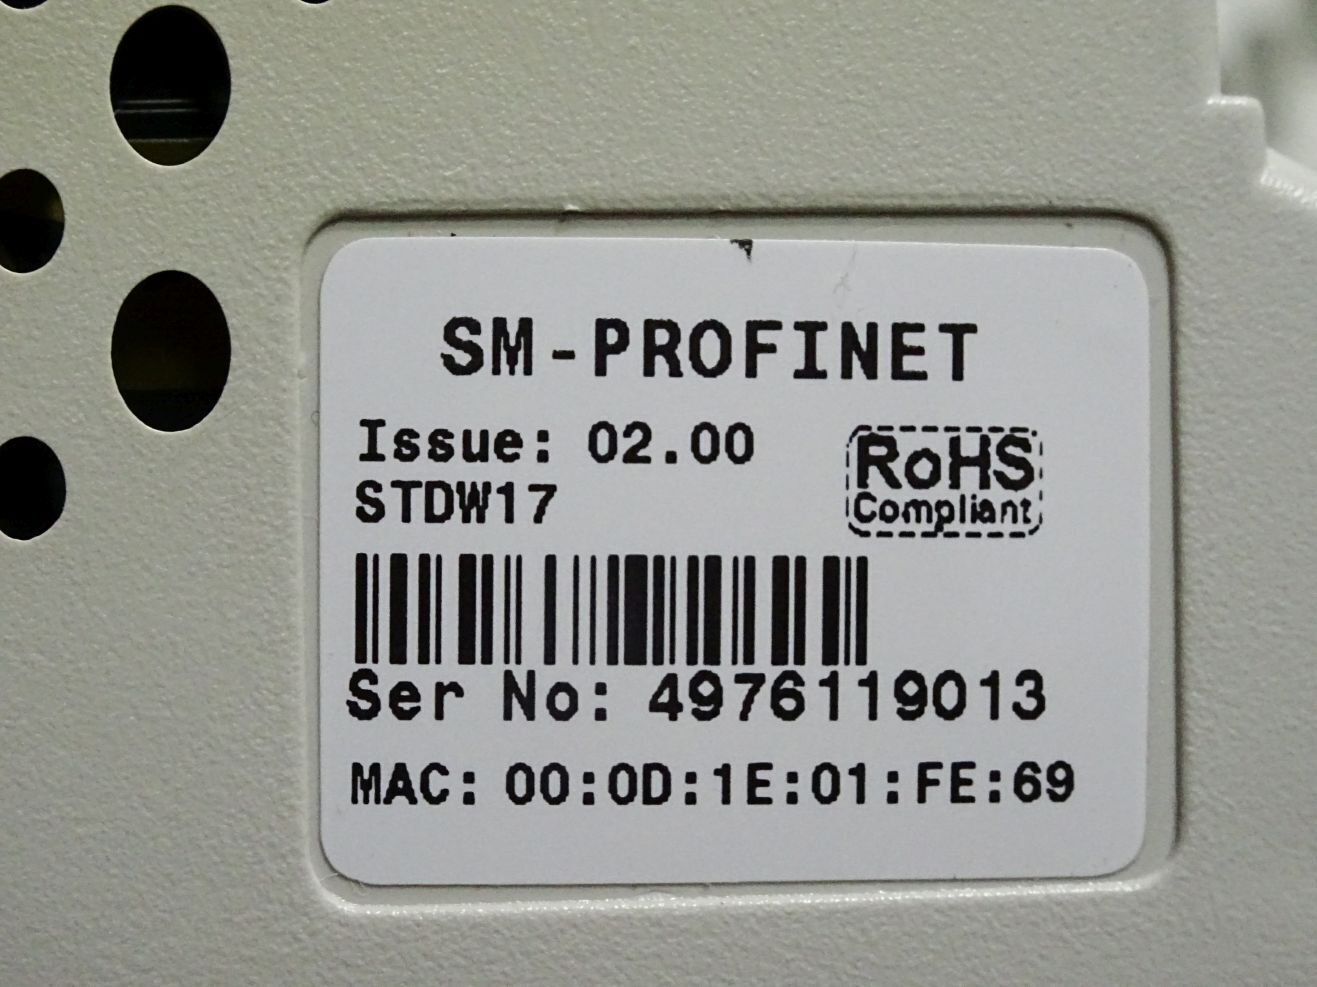 SM-PROFINET
Issue: 02.00
STDW17
RoHS
Compliant
Ser No: 4976119013
MAC: 00:0D:1E:01:FE:69